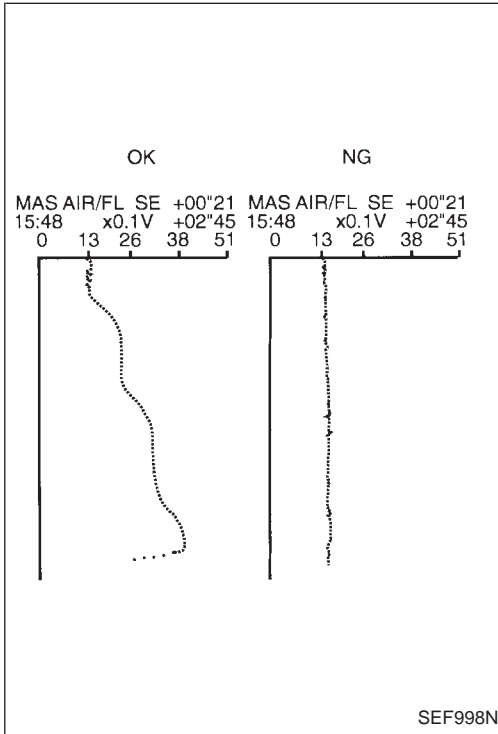 OK
MAS AIR/FL SE +00"21
15:48 x0.1V +02"45
0 13 26 38 51
NG
MAS AIR/FL SE +00"21
15:48 x0.1V +02"45
0 13 26 38 51
SEF998N